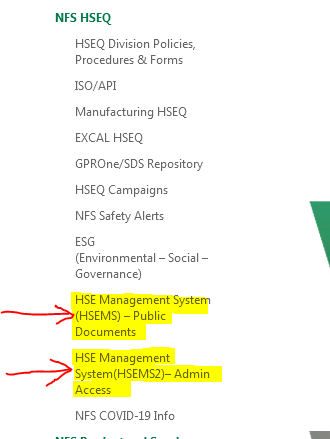 NFS HSEQ
HSEQ Division Policies,
Procedures & Forms
ISO/API
Manufacturing HSEQ
EXCAL HSEQ
GPROne/SDS Repository
HSEQ Campaigns
NFS Safety Alerts
ESG
(Environmental – Social –
Governance)
HSE Management System
(HSEMS) – Public
Documents
HSE Management
System(HSEMS2)– Admin
Access
NFS COVID-19 Info